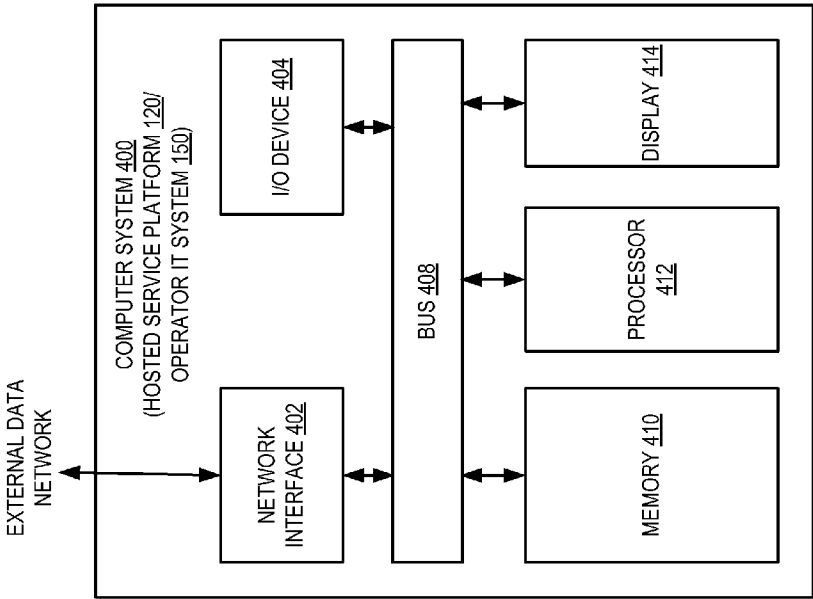 EXTERNAL DATA
NETWORK
COMPUTER SYSTEM 400
(HOSTED SERVICE PLATFORM 120/
OPERATOR IT SYSTEM 150)
NETWORK
INTERFACE 402
I/O DEVICE 404
BUS 408
MEMORY 410
PROCESSOR
412
DISPLAY 414